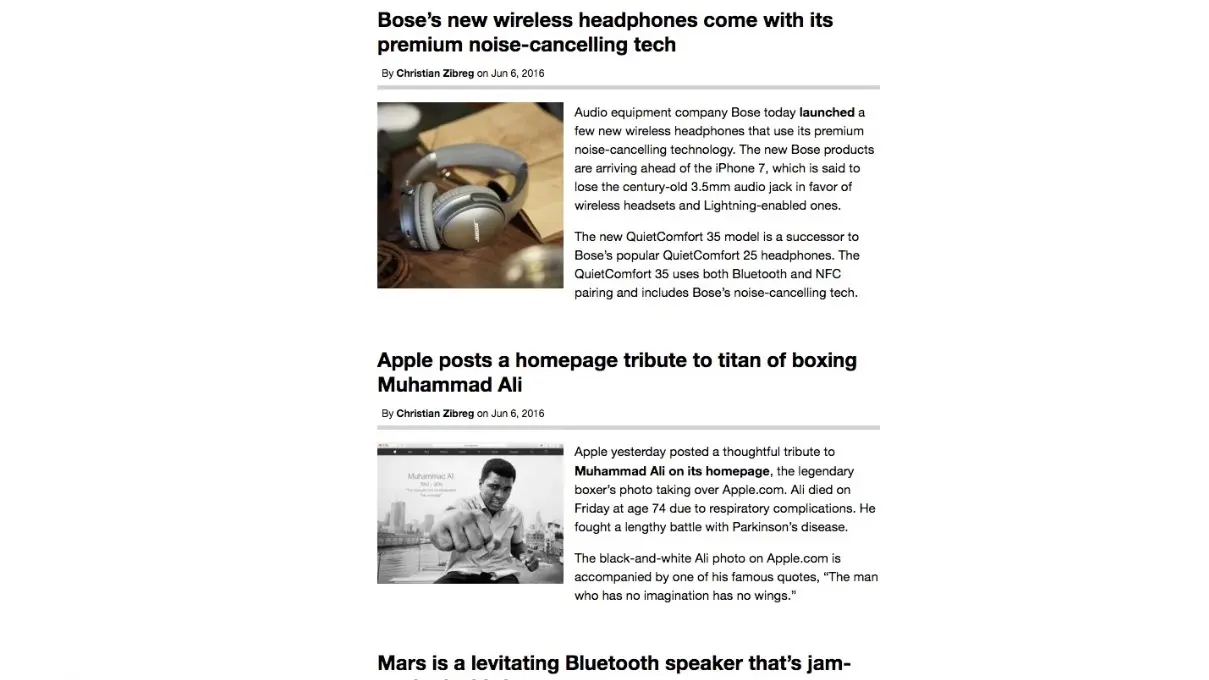 Bose’s new wireless headphones come with its
premium noise-cancelling tech
By Christian Zibreg on Jun 6, 2016
Audio equipment company Bose today launched a
few new wireless headphones that use its premium
noise-cancelling technology. The new Bose products
are arriving ahead of the iPhone 7, which is said to
lose the century-old 3.5mm audio jack in favor of
wireless headsets and Lightning-enabled ones.
BOSE
The new QuietComfort 35 model is a successor to
Bose’s popular QuietComfort 25 headphones. The
QuietComfort 35 uses both Bluetooth and NFC
pairing and includes Bose’s noise-cancelling tech.
Apple posts a homepage tribute to titan of boxing
Muhammad Ali
By Christian Zibreg on Jun 6, 2016
Muhammad Ali
Apple yesterday posted a thoughtful tribute to
Muhammad Ali on its homepage, the legendary
boxer’s photo taking over Apple.com. Ali died on
Friday at age 74 due to respiratory complications. He
fought a lengthy battle with Parkinson’s disease.
The black-and-white Ali photo on Apple.com is
accompanied by one of his famous quotes, “The man
who has no imagination has no wings.”
Mars is a levitating Bluetooth speaker that’s jam-